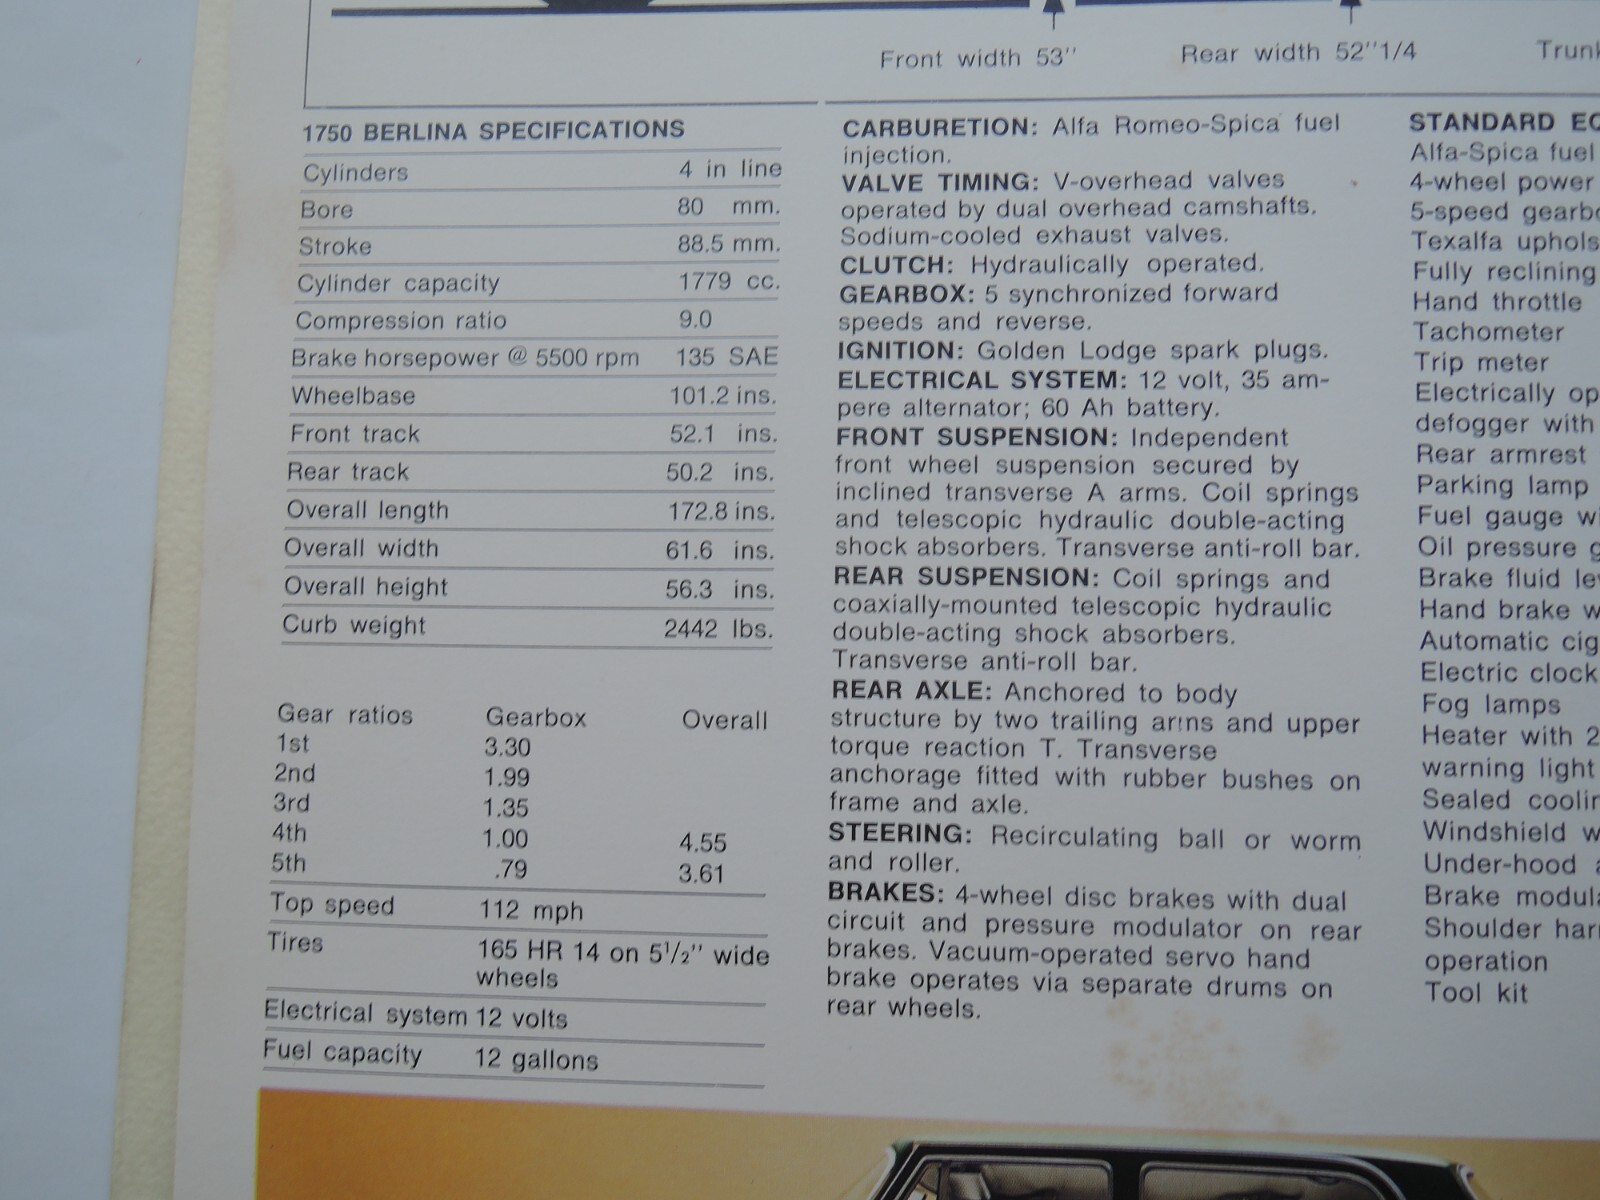 Front width 53" Rear width 52"1/4 Trunk
1750 BERLINA SPECIFICATIONS
Cylinders 4 in line
Bore 80 mm.
Stroke 88.5 mm.
Cylinder capacity 1779 cc.
Compression ratio 9.0
Brake horsepower @ 5500 rpm 135 SAE
Wheelbase 101.2 ins.
Front track 52.1 ins.
Rear track 50.2 ins.
Overall length 172.8 ins.
Overall width 61.6 ins.
Overall height 56.3 ins.
Curb weight 2442 lbs.
Gear ratios Gearbox Overall
1st 3.30
2nd 1.99
3rd 1.35
4th 1.00 4.55
5th .79 3.61
Top speed 112 mph
Tires 165 HR 14 on 5 1/2" wide
wheels
Electrical system 12 volts
Fuel capacity 12 gallons
CARBURETION: Alfa Romeo-Spica fuel
injection.
VALVE TIMING: V-overhead valves
operated by dual overhead camshafts.
Sodium-cooled exhaust valves.
CLUTCH: Hydraulically operated.
GEARBOX: 5 synchronized forward
speeds and reverse.
IGNITION: Golden Lodge spark plugs.
ELECTRICAL SYSTEM: 12 volt, 35 am-
pere alternator; 60 Ah battery.
FRONT SUSPENSION: Independent
front wheel suspension secured by
inclined transverse A arms. Coil springs
and telescopic hydraulic double-acting
shock absorbers. Transverse anti-roll bar.
REAR SUSPENSION: Coil springs and
coaxially-mounted telescopic hydraulic
double-acting shock absorbers.
Transverse anti-roll bar.
REAR AXLE: Anchored to body
structure by two trailing arms and upper
torque reaction T. Transverse
anchorage fitted with rubber bushes on
frame and axle.
STEERING: Recirculating ball or worm
and roller.
BRAKES: 4-wheel disc brakes with dual
circuit and pressure modulator on rear
brakes. Vacuum-operated servo hand
brake operates via separate drums on
rear wheels.
STANDARD EQ
Alfa-Spica fuel
4-wheel power
5-speed gearbo
Texalfa uphols
Fully reclining
Hand throttle
Tachometer
Trip meter
Electrically op
defogger with
Rear armrest
Parking lamp
Fuel gauge wi
Oil pressure g
Brake fluid le
Hand brake w
Automatic cig
Electric clock
Fog lamps
Heater with 2
warning light
Sealed coolin
Windshield w
Under-hood
Brake modul
Shoulder har
operation
Tool kit